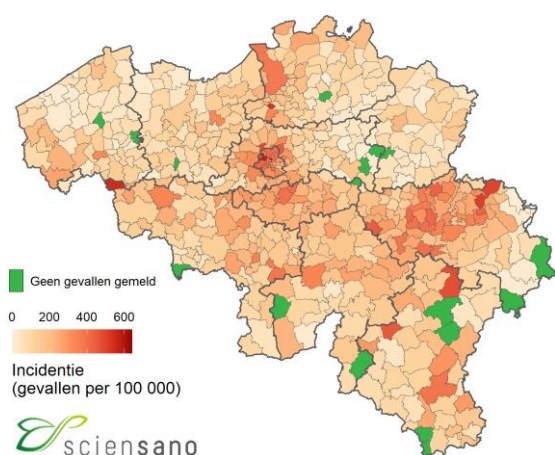 Geen gevallen gemeld
0 200 400 600
Incidentie
(gevallen per 100 000)
sciensano